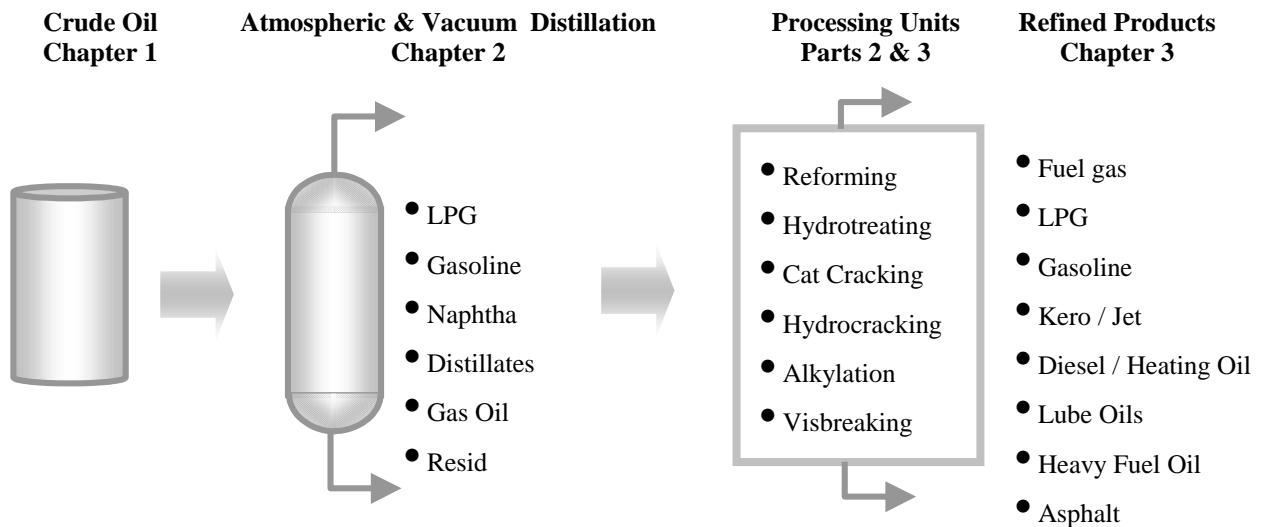 Crude Oil
Chapter 1
Atmospheric & Vacuum Distillation
Chapter 2
Processing Units
Parts 2 & 3
Refined Products
Chapter 3
• LPG
• Gasoline
• Naphtha
• Distillates
• Gas Oil
• Resid
• Reforming
• Hydrotreating
• Cat Cracking
• Hydrocracking
• Alkylation
• Visbreaking
• Fuel gas
• LPG
• Gasoline
• Kero / Jet
• Diesel / Heating Oil
• Lube Oils
• Heavy Fuel Oil
• Asphalt